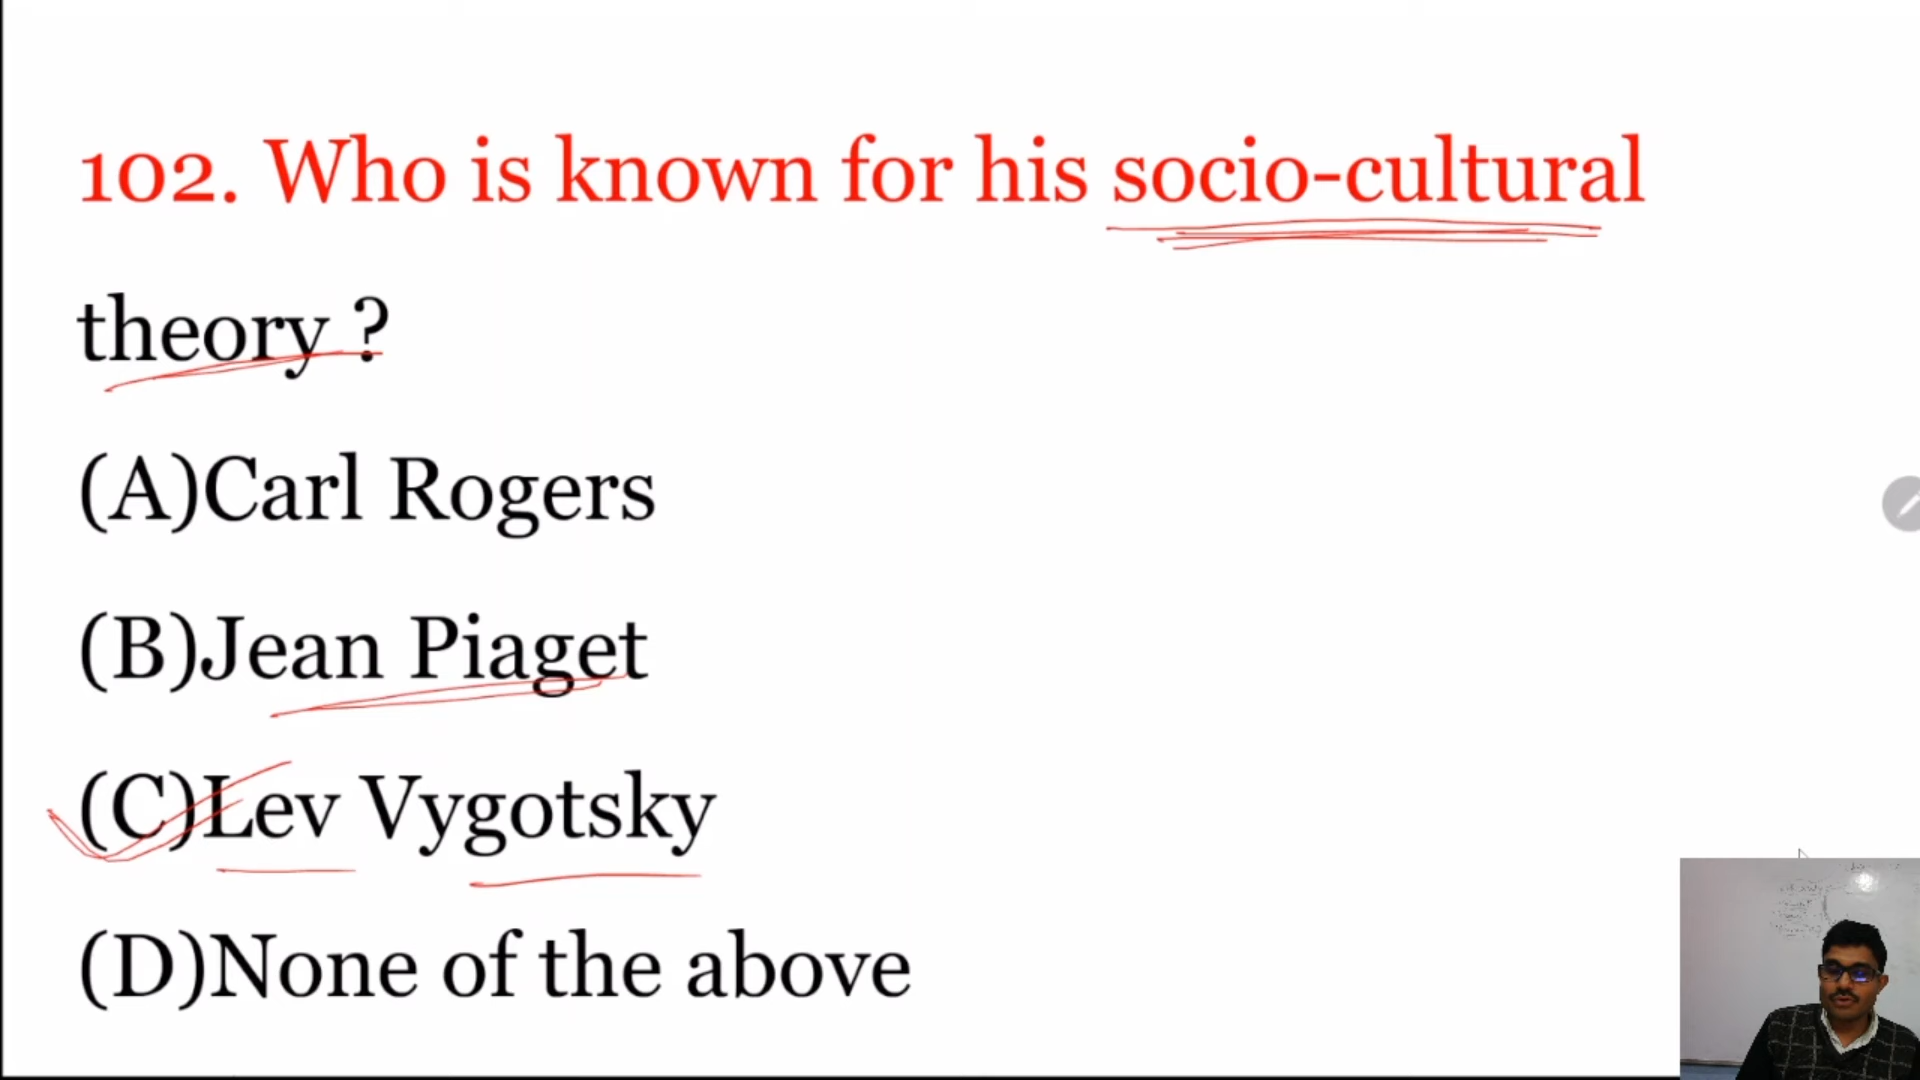 102. Who is known for his socio-cultural
theory ?
(A)Carl Rogers
(B)Jean Piaget
(C)Lev Vygotsky
(D)None of the above